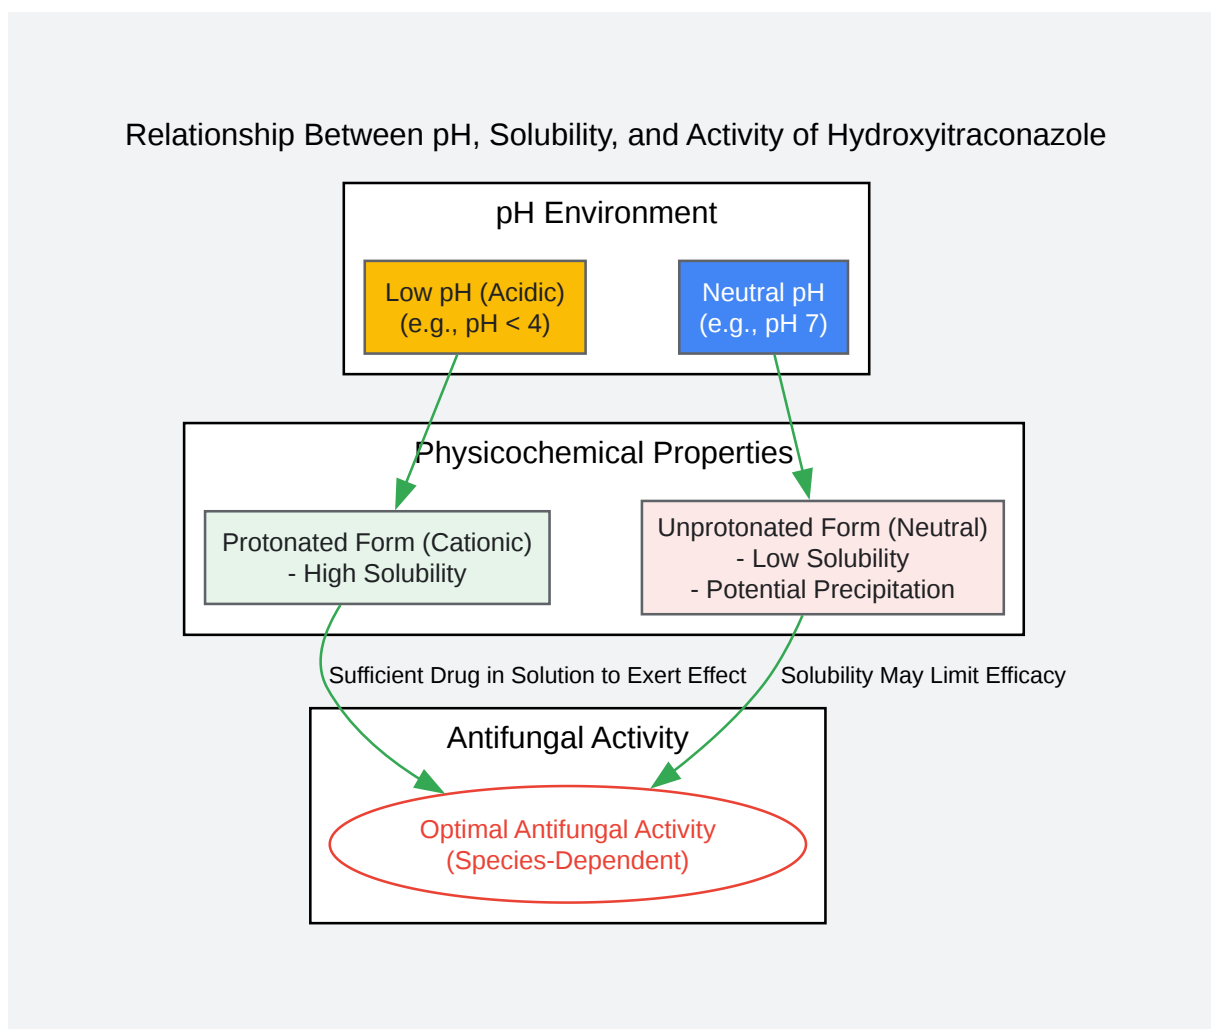 Relationship Between pH, Solubility, and Activity of Hydroxyitraconazole
pH Environment
Low pH (Acidic)
(e.g., pH < 4)
Neutral pH
(e.g., pH 7)
Physicochemical Properties
Protonated Form (Cationic)
- High Solubility
Unprotonated Form (Neutral)
- Low Solubility
- Potential Precipitation
Sufficient Drug in Solution to Exert Effect
Solubility May Limit Efficacy
Antifungal Activity
Optimal Antifungal Activity
(Species-Dependent)